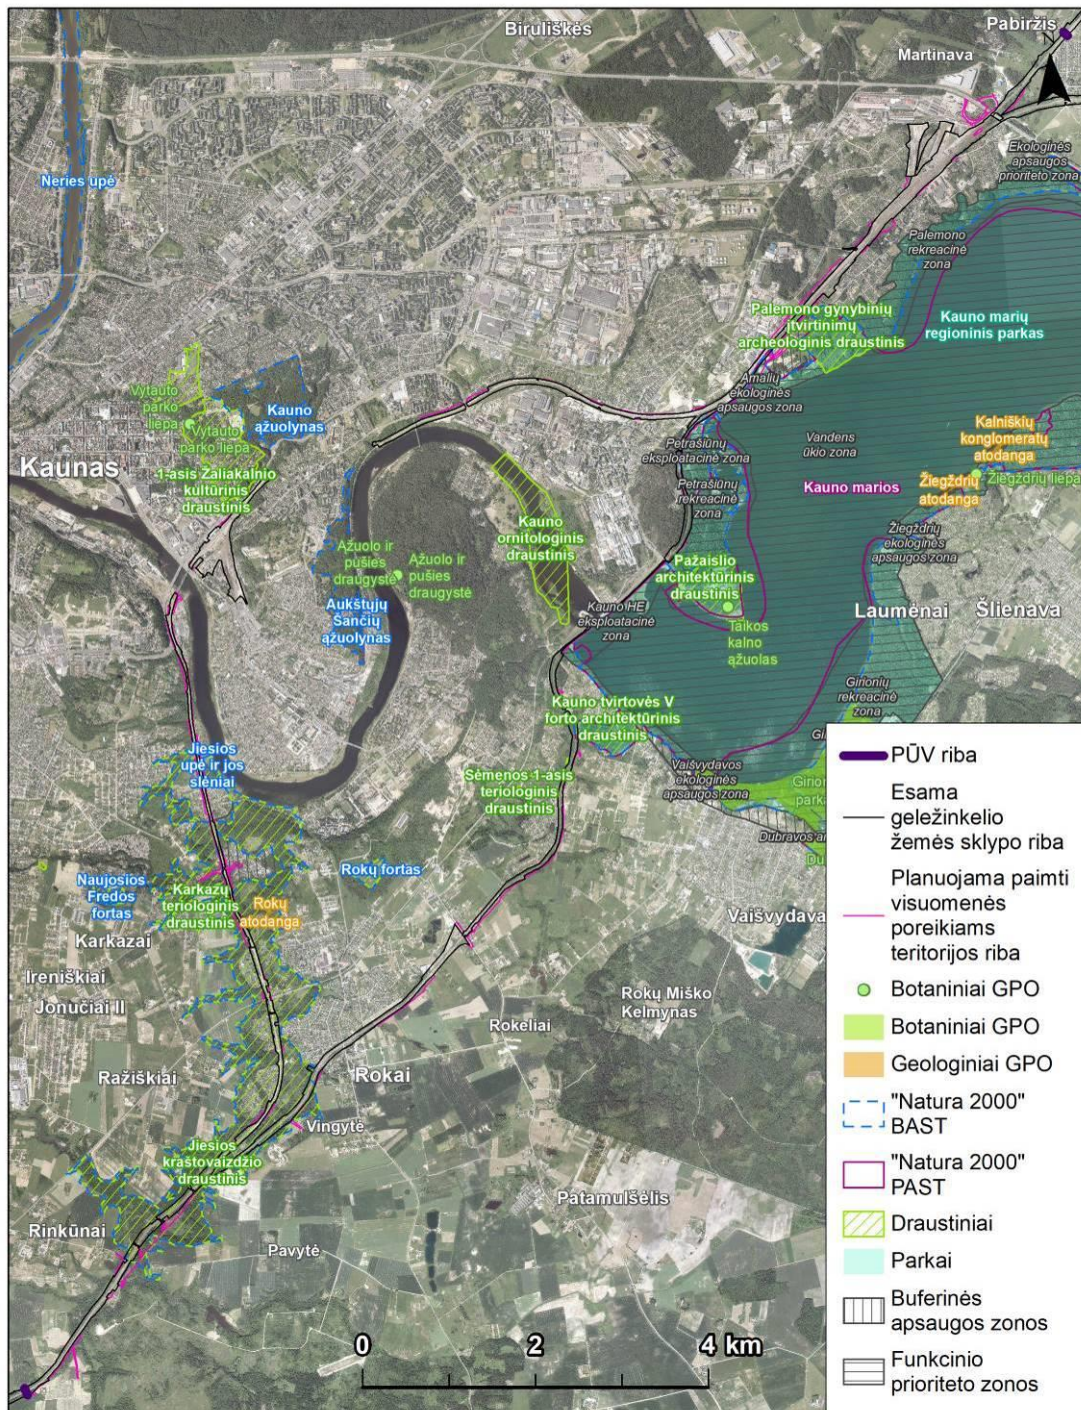 Biruliškės
Pabiržis
N
Martinava
Ekologinės
apsaugos
prioriteto zona
Neries upė
Palemono
rekreacinė
zona
Palemono gynybinių
įtvirtinimų
archeologinis draustinis
Kauno marių
regioninis parkas
Amalių
ekologinės
apsaugos zona
Vytauto
parko
liepa
Vytauto
parko liepa
Kauno
ąžuolynas
Kaunas
1-asis Žaliakalnio
kultūrinis
draustinis
Petrašiūnų
eksploatacinė zona
Petrašiūnų
rekreacinė
zona
Vandens
ūkio zona
Kauno marios
Kalniškių
konglomeratų
atodanga
Žiegždrių
atodanga
Žiegždrių liepa
Žiegždrių
ekologinės
apsaugos zona
Kauno
ornitologinis
draustinis
Ąžuolo ir
pušies
draugystė
Ąžuolo ir
pušies
draugystė
Aukštųjų
Šančių
ąžuolynas
Pažaislio
architektūrinis
draustinis
Kauno HE
eksploatacinė
zona
Taikos
kalno
ąžuolas
Laumėnai
Šlienava
Girionių
rekreacinė
zona
Kauno tvirtovės V
forto architektūrinis
draustinis
Vaišvydavos
ekologinės
apsaugos zona
Jiesios
upė ir jos
slėniai
Sėmenos 1-asis
teriologinis
draustinis
Rokų fortas
Naujosios
Fredos
fortas
Karkazų
teriologinis
draustinis
Rokų
atodanga
Karkazai
Vaišvydava
Ireniškiai
Jonučiai II
Rokų Miško
Kelmynas
Rokeliai
Ražiškiai
Rokai
Vingytė
Jiesios
kraštovaizdžio
draustinis
Patamulšėlis
Rinkūnai
Pavytė
0 2 4 km
PŪV riba
Esama
geležinkelio
žemės sklypo riba
Planuojama paimti
visuomenės
poreikiams
teritorijos riba
Botaniniai GPO
Botaniniai GPO
Geologiniai GPO
"Natura 2000"
BAST
"Natura 2000"
PAST
Draustiniai
Parkai
Buferinės
apsaugos zonos
Funkcinio
prioriteto zonos